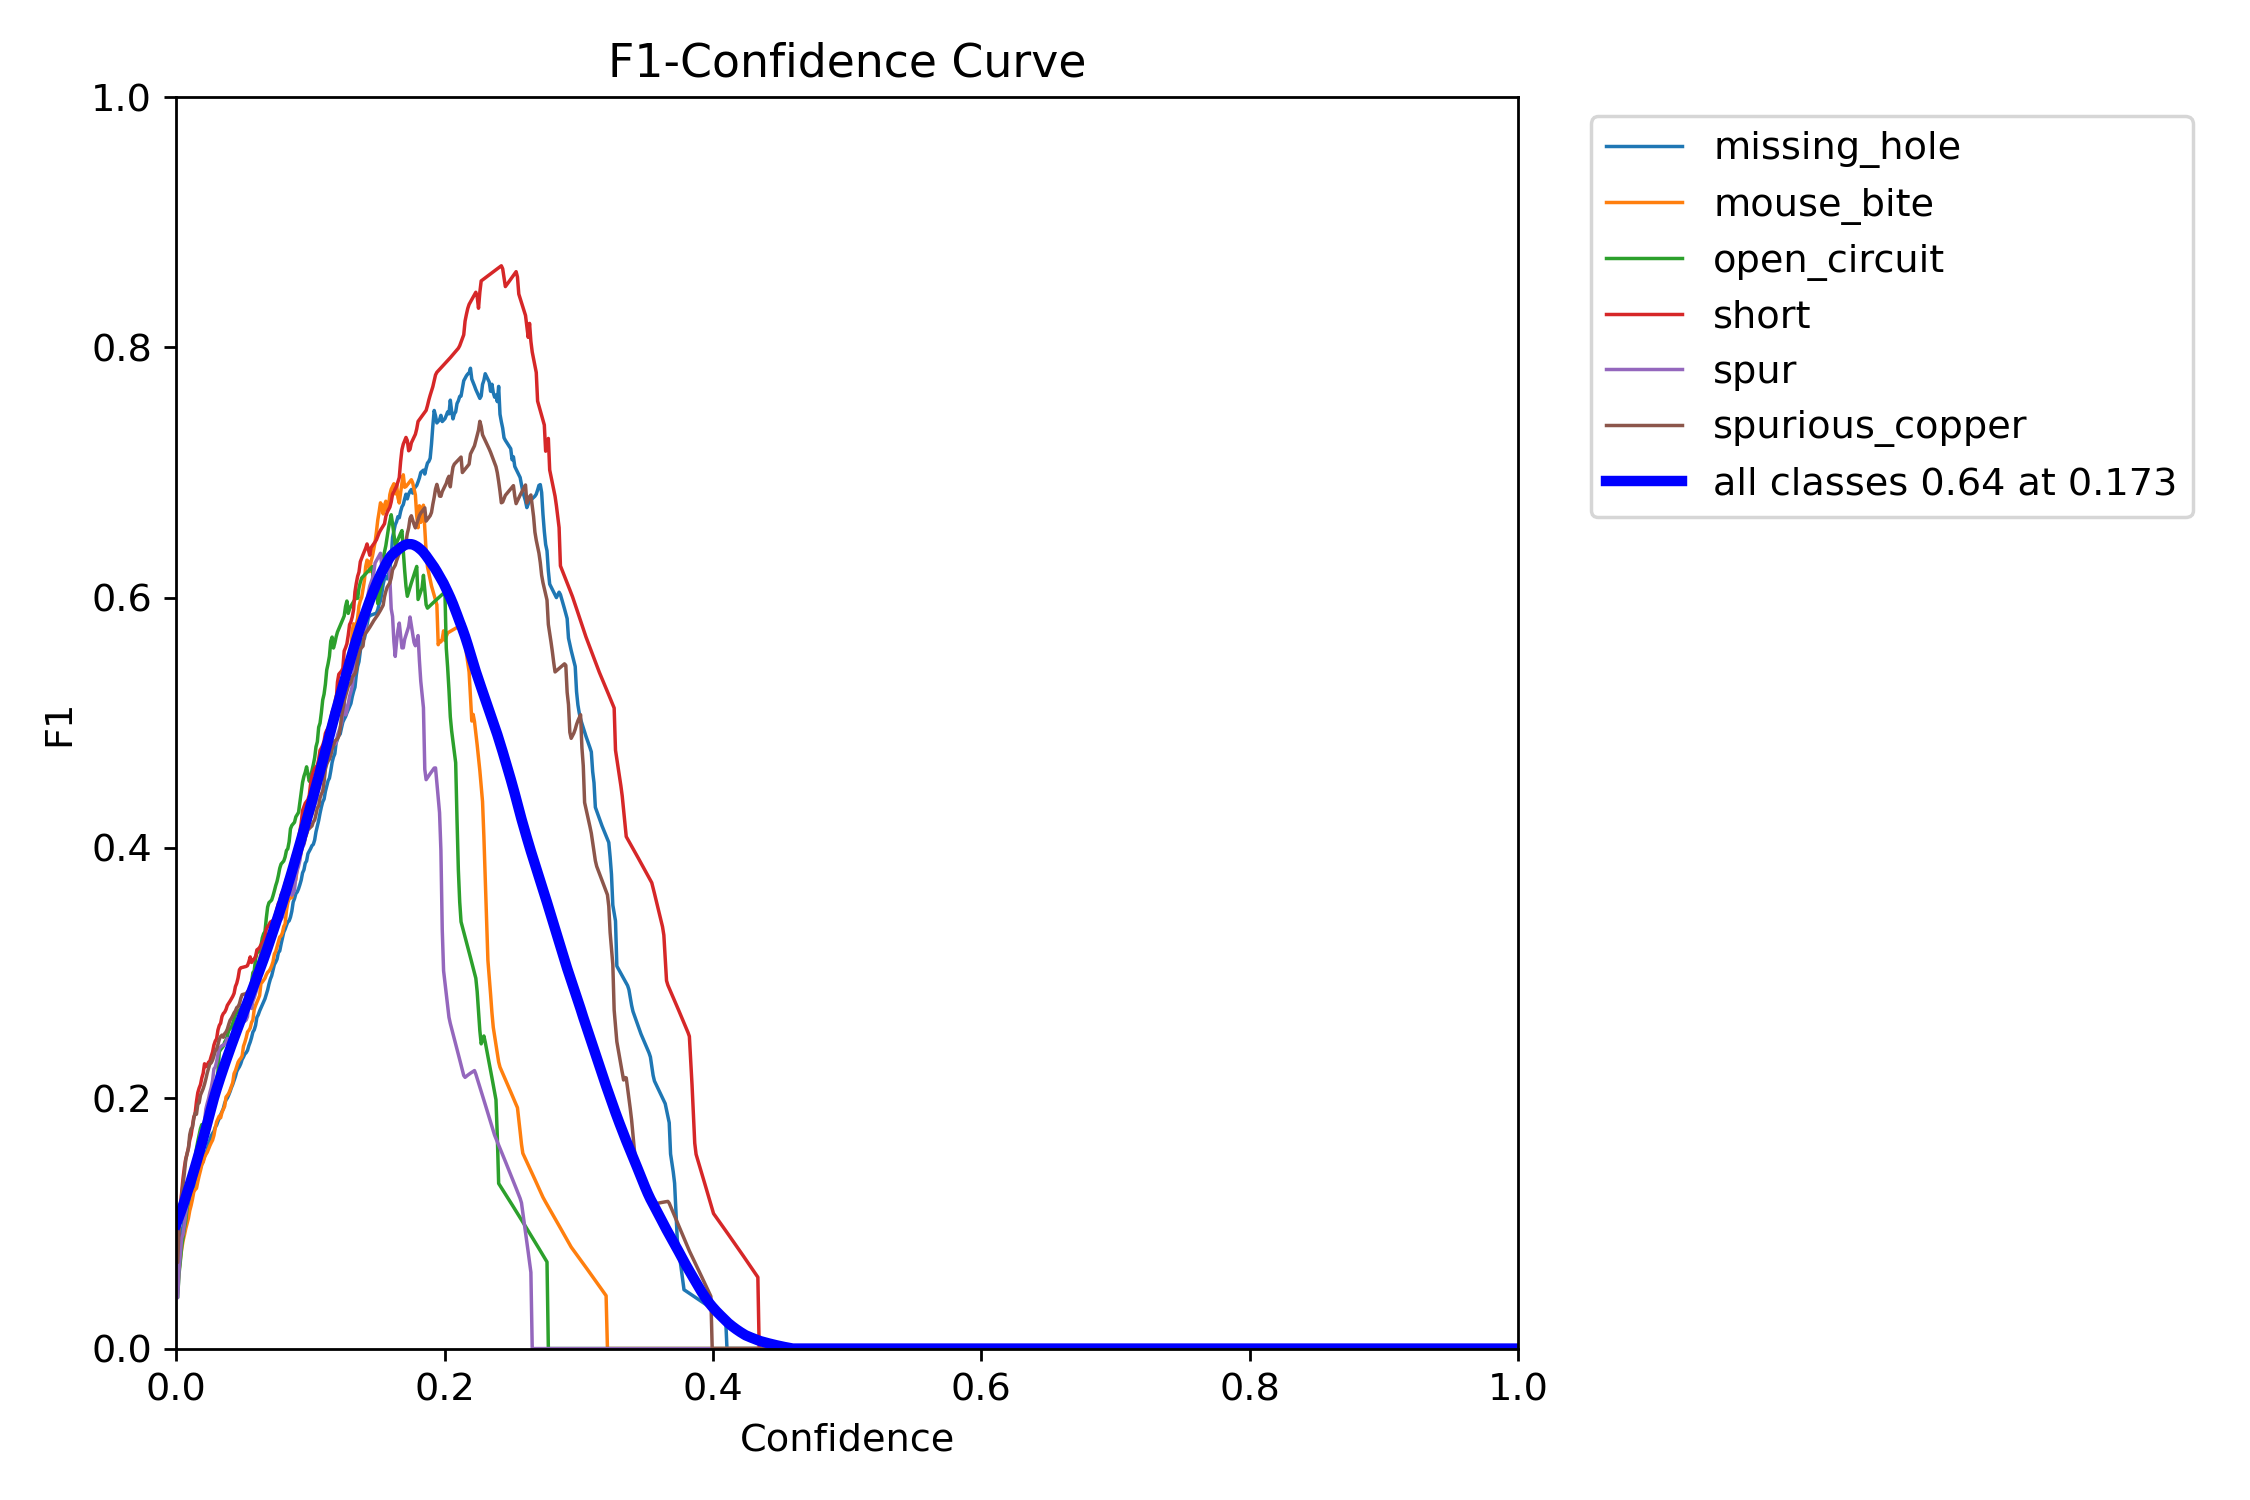 F1-Confidence Curve
1.0
0.8
0.6
0.4
0.2
0.0
F1
0.0 0.2 0.4 0.6 0.8 1.0
Confidence
missing_hole
mouse_bite
open_circuit
short
spur
spurious_copper
all classes 0.64 at 0.173